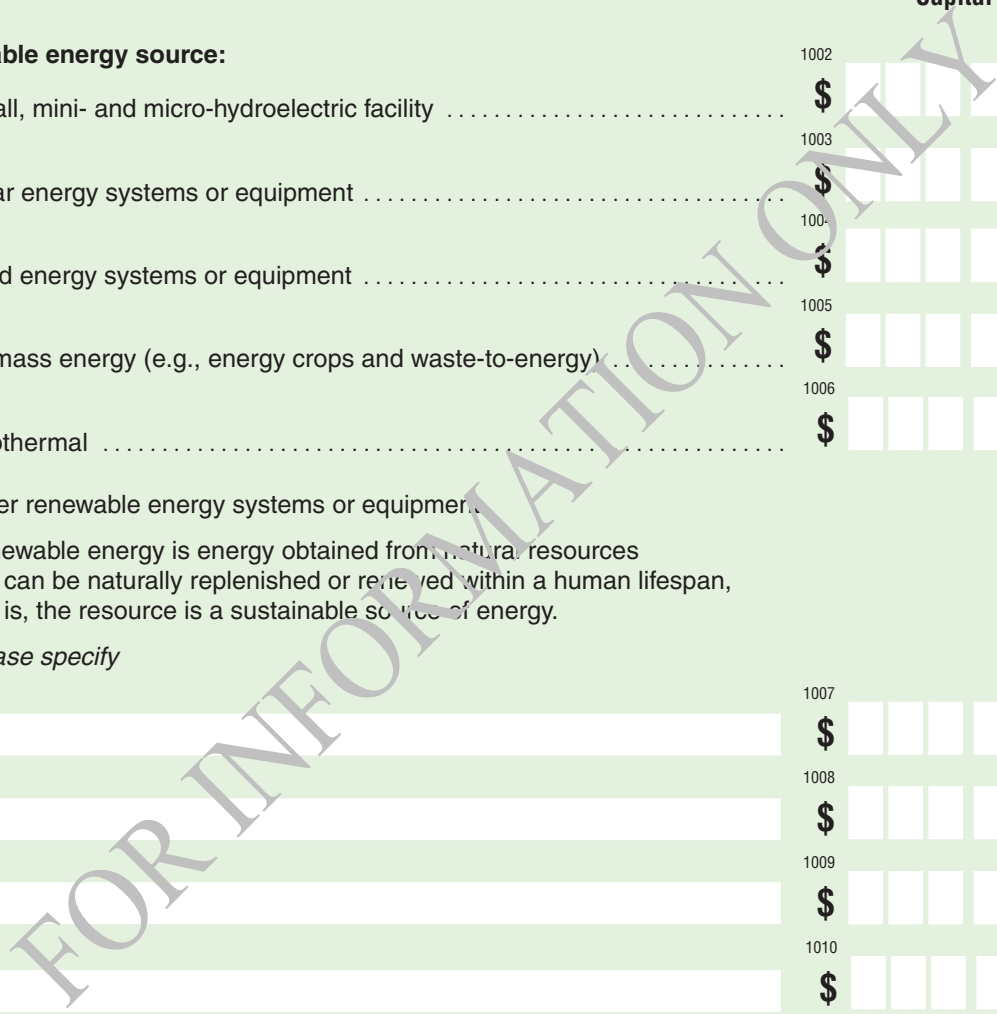 able energy source:
1002
all, mini- and micro-hydroelectric facility ............................ $
1003
ar energy systems or equipment .................................... $
1004
d energy systems or equipment .................................... $
1005
mass energy (e.g., energy crops and waste-to-energy) ............... $
1006
othermal .......................................................... $
er renewable energy systems or equipment
ewable energy is energy obtained from natural resources
can be naturally replenished or renewed within a human lifespan,
is, the resource is a sustainable source of energy.
ase specify
1007
$
1008
$
1009
$
1010
$
FOR INFORMATION ONLY